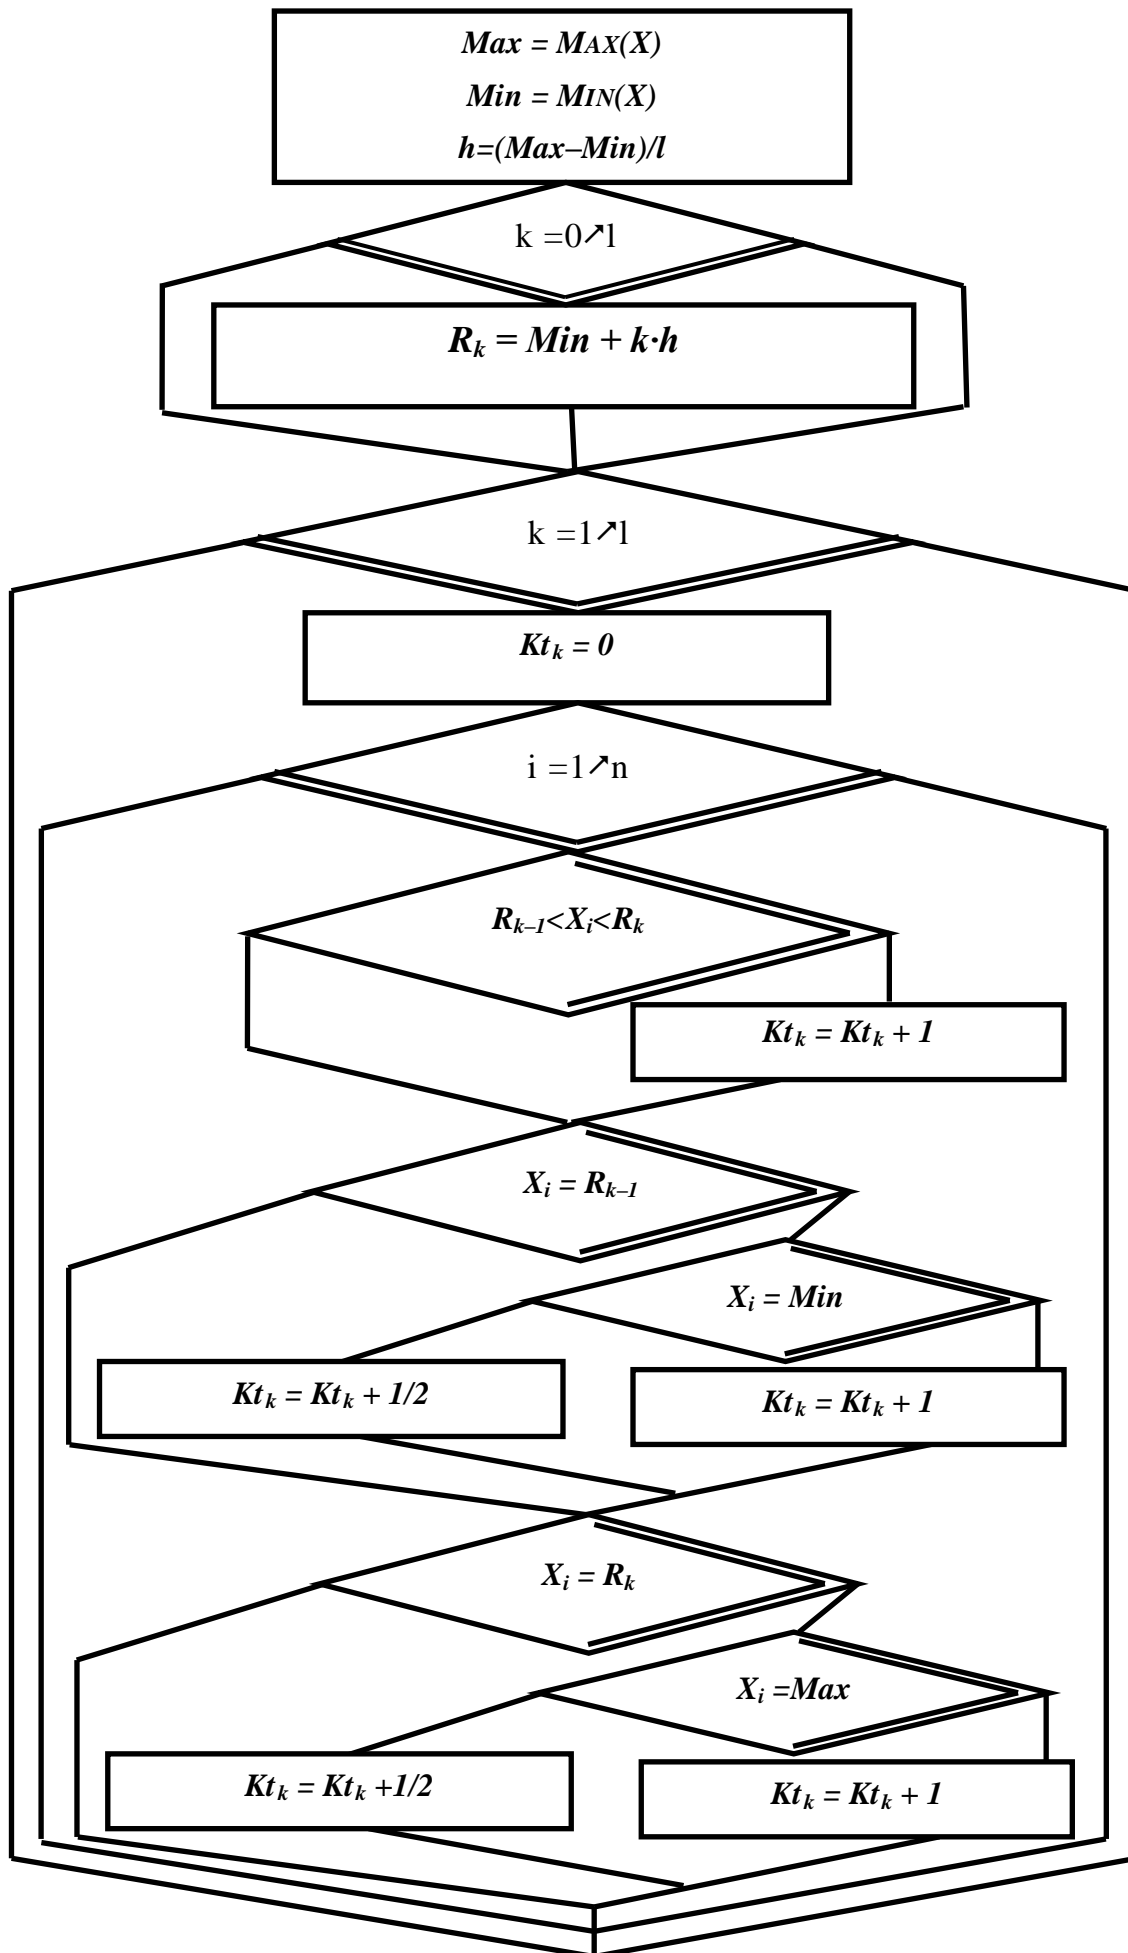 Max = MAX(X)
Min = MIN(X)
h=(Max–Min)/l
k =0↗l
Rk = Min + k·h
k =1↗l
Ktk = 0
i =1↗n
Rk–1<Xi<Rk
Ktk = Ktk + 1
Xi = Rk–1
Xi = Min
Ktk = Ktk + 1/2
Ktk = Ktk + 1
Xi = Rk
Xi =Max
Ktk = Ktk +1/2
Ktk = Ktk + 1